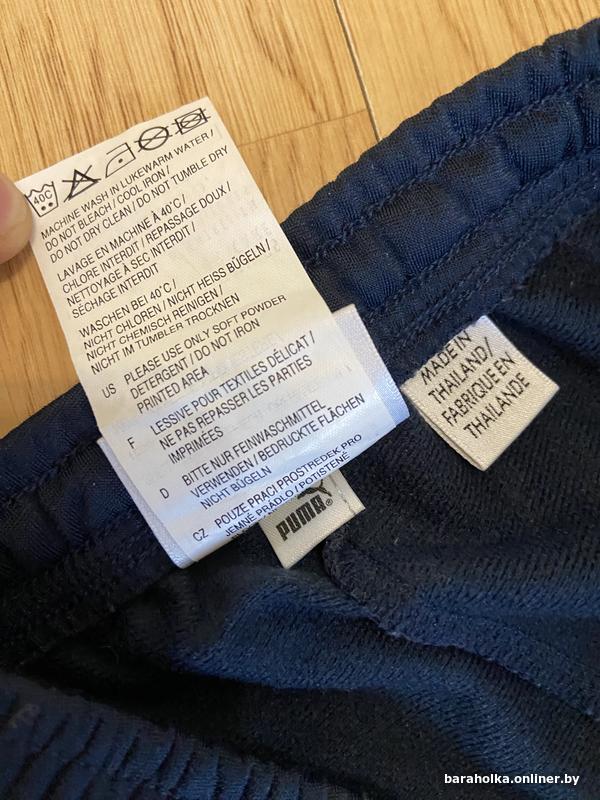 40C
MACHINE WASH IN LUKEWARM WATER /
DO NOT BLEACH / COOL IRON /
DO NOT DRY CLEAN / DO NOT TUMBLE DRY
LAVAGE EN MACHINE À 40°C /
CHLORE INTERDIT / REPASSAGE DOUX /
NETTOYAGE A SEC INTERDIT /
SÉCHAGE INTERDIT
WASCHEN BEI 40°C /
NICHT CHLOREN / NICHT HEISS BÜGELN /
NICHT CHEMISCH REINIGEN /
NICHT IM TUMBLER TROCKNEN
US PLEASE USE ONLY SOFT POWDER
DETERGENT / DO NOT IRON
PRINTED AREA
F LESSIVE POUR TEXTILES DÉLICAT /
NE PAS REPASSER LES PARTIES
IMPRIMÉES
D BITTE NUR FEINWASCHMITTEL
VERWENDEN / BEDRUCKTE FLÄCHEN
NICHT BÜGELN
CZ POUZE PRACÍ PROSTREDEK PRO
JEMNÉ PRÁDLO / POTISTENÉ
PUMA®
MADE IN
THAILAND/
FABRIQUE EN
THAILANDE
baraholka.onliner.by